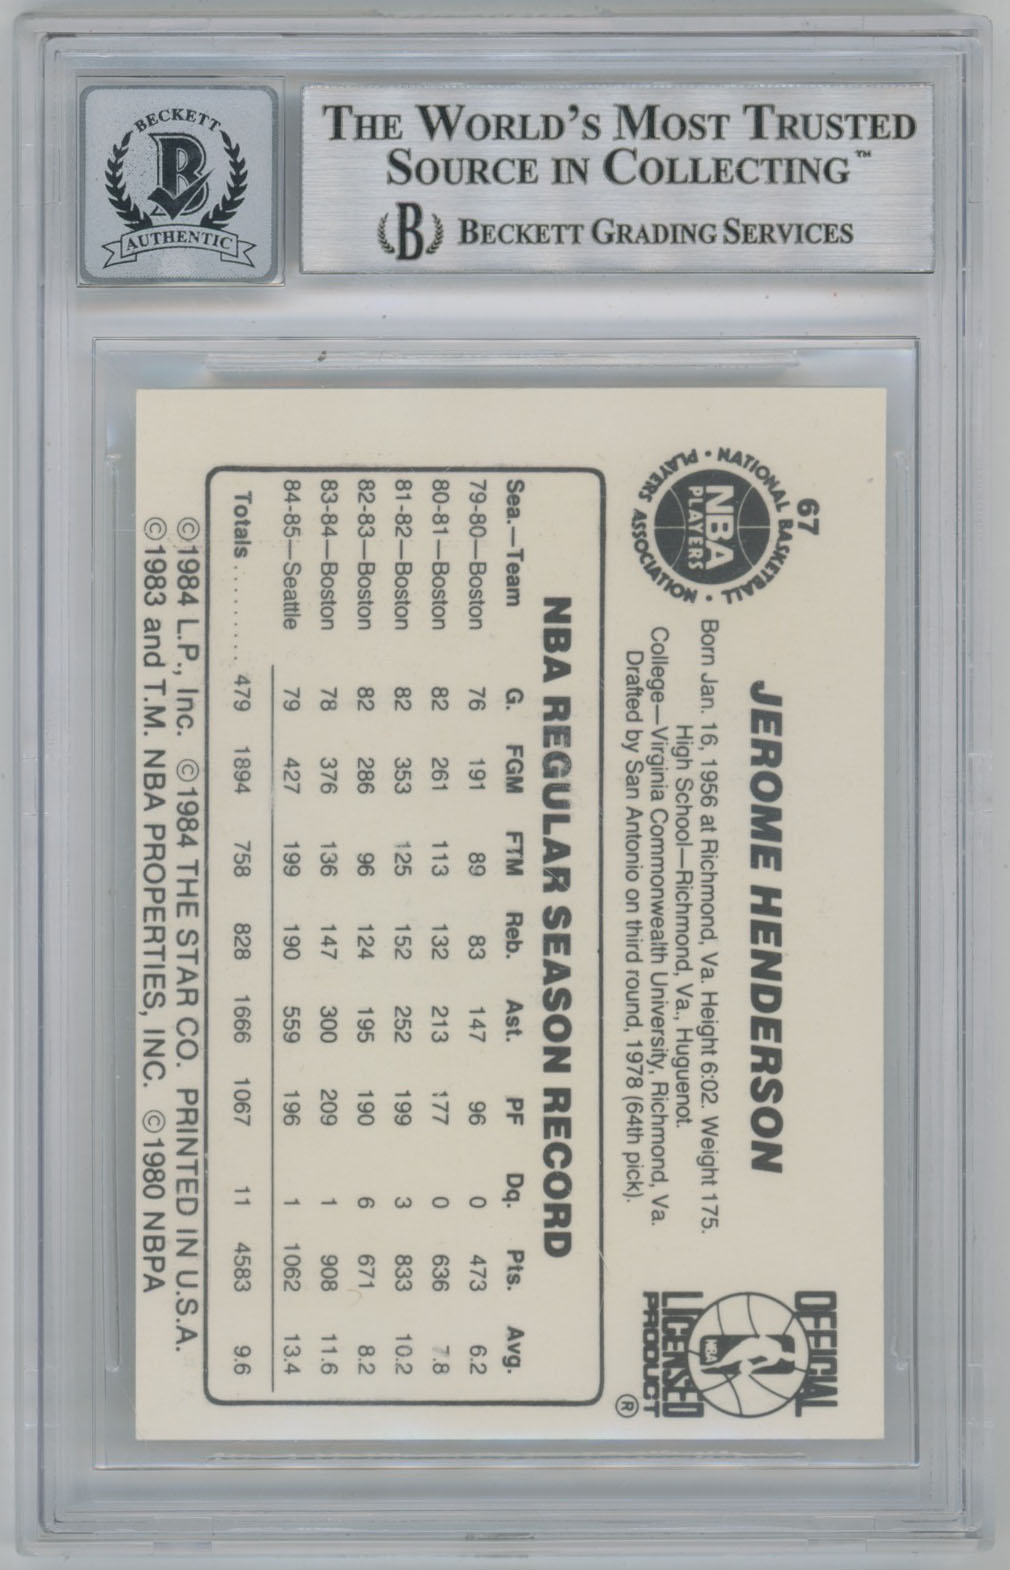 BECKETT
B
AUTHENTIC
THE WORLD'S MOST TRUSTED
SOURCE IN COLLECTING™
B BECKETT GRADING SERVICES
67
NATIONAL BASKETBALL PLAYERS ASSOCIATION
NBA
PLAYERS
JEROME HENDERSON
Born Jan. 16, 1956 at Richmond, Va. Height 6:02. Weight 175.
High School—Richmond, Va., Huguenot.
College—Virginia Commonwealth University, Richmond, Va.
Drafted by San Antonio on third round, 1978 (64th pick).
OFFICIAL
NBA
LICENSED
PRODUCT
®
NBA REGULAR SEASON RECORD
Sea.—Team G. FGM FTM Reb. Ast. PF Dq. Pts. Avg.
79-80—Boston 76 191 89 83 147 96 0 473 6.2
80-81—Boston 82 261 113 132 213 177 0 636 7.8
81-82—Boston 82 353 125 152 252 199 3 833 10.2
82-83—Boston 82 286 96 124 195 190 6 671 8.2
83-84—Boston 78 376 136 147 300 209 1 908 11.6
84-85—Seattle 79 427 199 190 559 196 1 1062 13.4
Totals........ 479 1894 758 828 1666 1067 11 4583 9.6
©1984 L.P., Inc. ©1984 THE STAR CO. PRINTED IN U.S.A.
©1983 and T.M. NBA PROPERTIES, INC. ©1980 NBPA